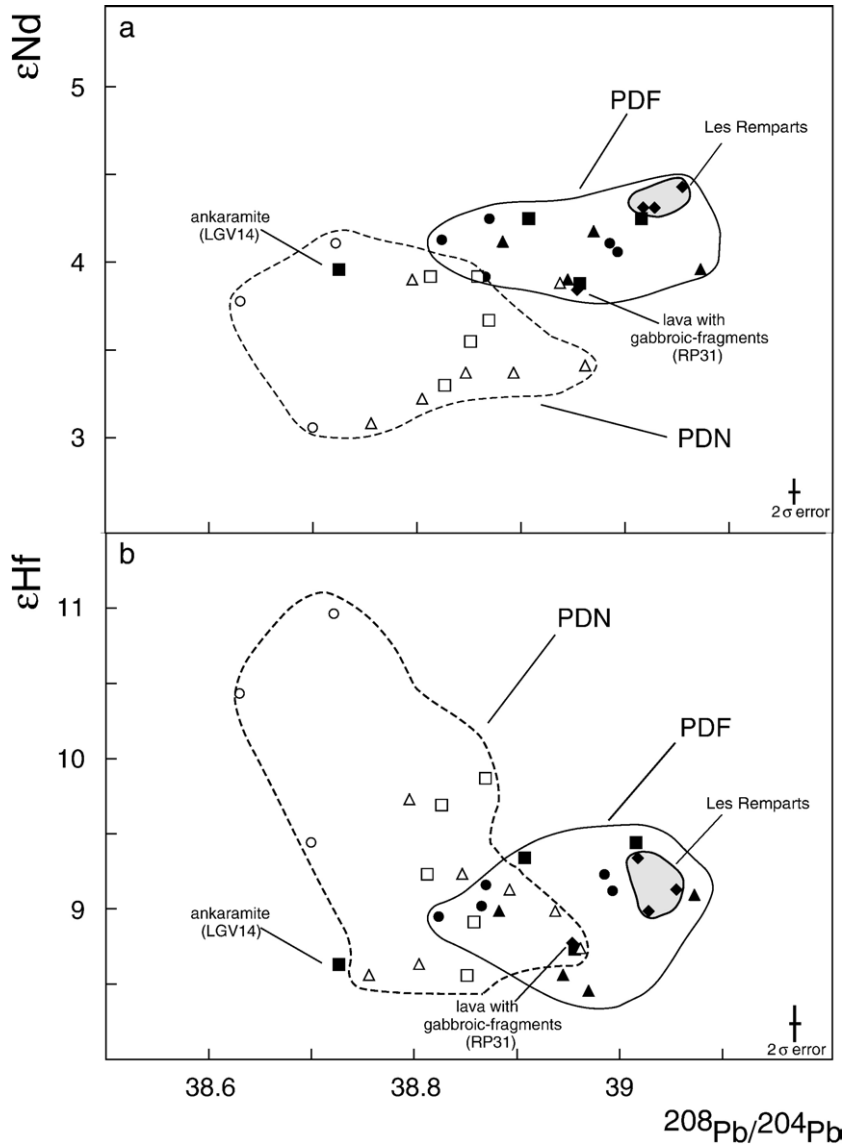 a
εNd
PDF
5
Les Remparts
ankaramite
(LGV14)
4
lava with
gabbroic-fragments
(RP31)
3
PDN
2 σ error
b
εHf
11
PDN
PDF
10
Les Remparts
9
ankaramite
(LGV14)
lava with
gabbroic-fragments
(RP31)
2 σ error
38.6 38.8 39
²⁰⁸Pb/²⁰⁴Pb